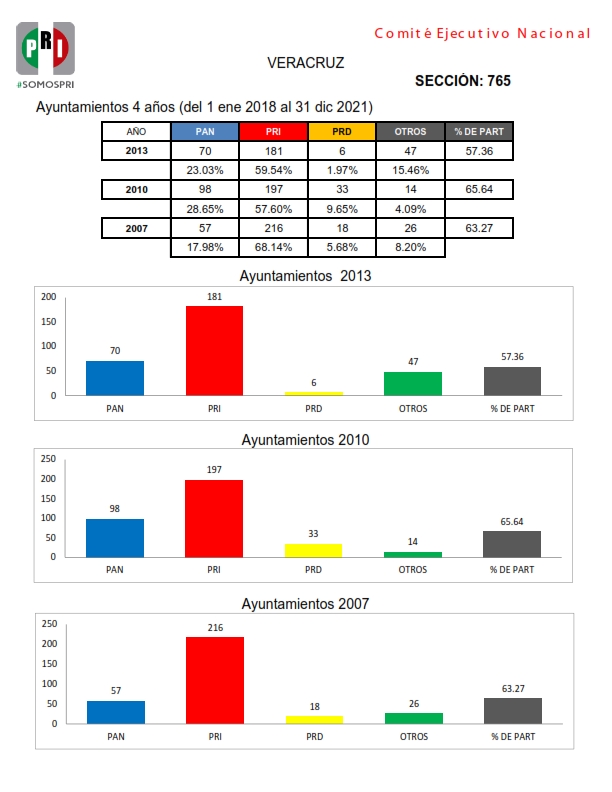 PRI
#SOMOSPRI
Comité Ejecutivo Nacional
VERACRUZ
SECCIÓN: 765
Ayuntamientos 4 años (del 1 ene 2018 al 31 dic 2021)
AÑO PAN PRI PRD OTROS % DE PART
2013 70 181 6 47 57.36
23.03% 59.54% 1.97% 15.46%
2010 98 197 33 14 65.64
28.65% 57.60% 9.65% 4.09%
2007 57 216 18 26 63.27
17.98% 68.14% 5.68% 8.20%
Ayuntamientos 2013
200
150
100
50
0
70 181 6 47 57.36
PAN PRI PRD OTROS % DE PART
Ayuntamientos 2010
250
200
150
100
50
0
98 197 33 14 65.64
PAN PRI PRD OTROS % DE PART
Ayuntamientos 2007
250
200
150
100
50
0
57 216 18 26 63.27
PAN PRI PRD OTROS % DE PART